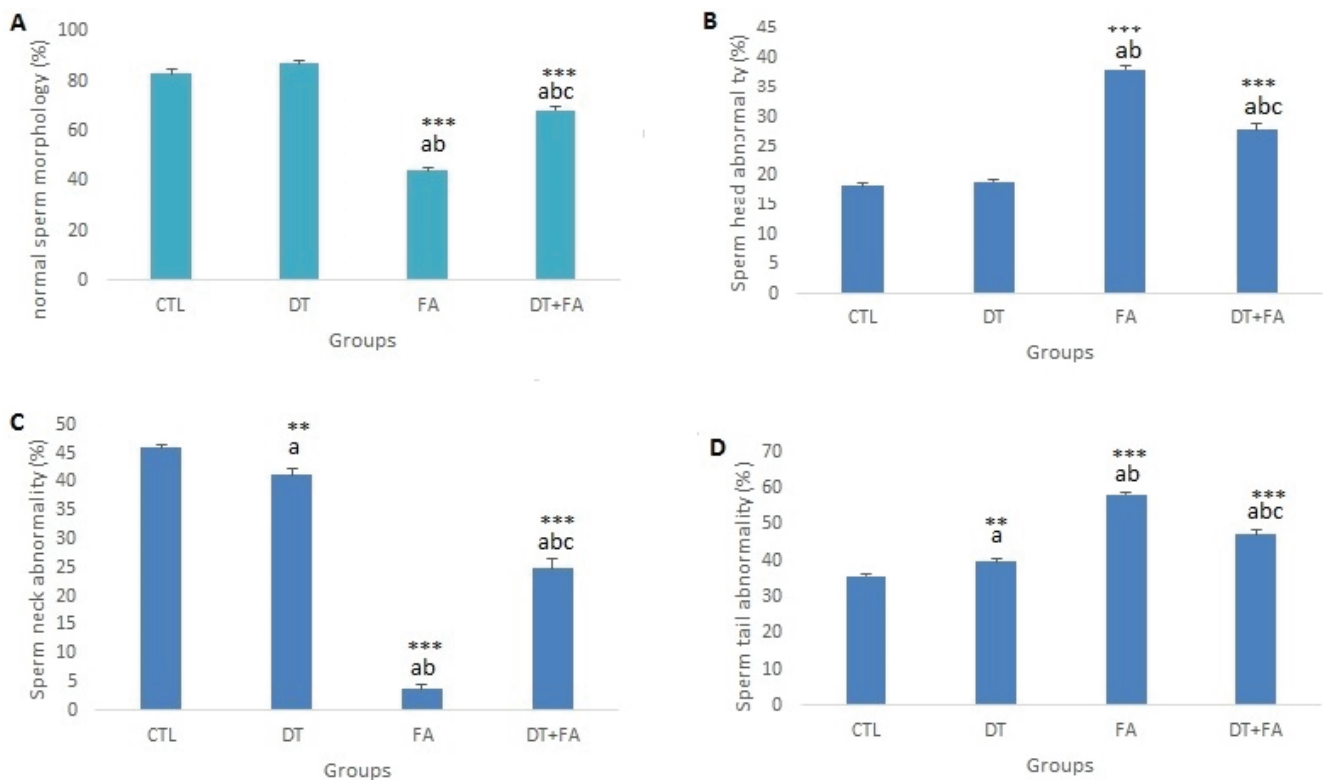 A
normal sperm morphology (%)
100
80
60
40
20
0
***
ab
***
abc
CTL
DT
FA
DT+FA
Groups
B
Sperm head abnormal ty (%)
45
40
35
30
25
20
15
10
5
0
***
ab
***
abc
CTL
DT
FA
DT+FA
Groups
C
Sperm neck abnormality (%)
50
45
40
35
30
25
20
15
10
5
0
**
a
***
ab
***
abc
CTL
DT
FA
DT+FA
Groups
D
Sperm tail abnormality (%)
70
60
50
40
30
20
10
0
**
a
***
ab
***
abc
CTL
DT
FA
DT+FA
Groups